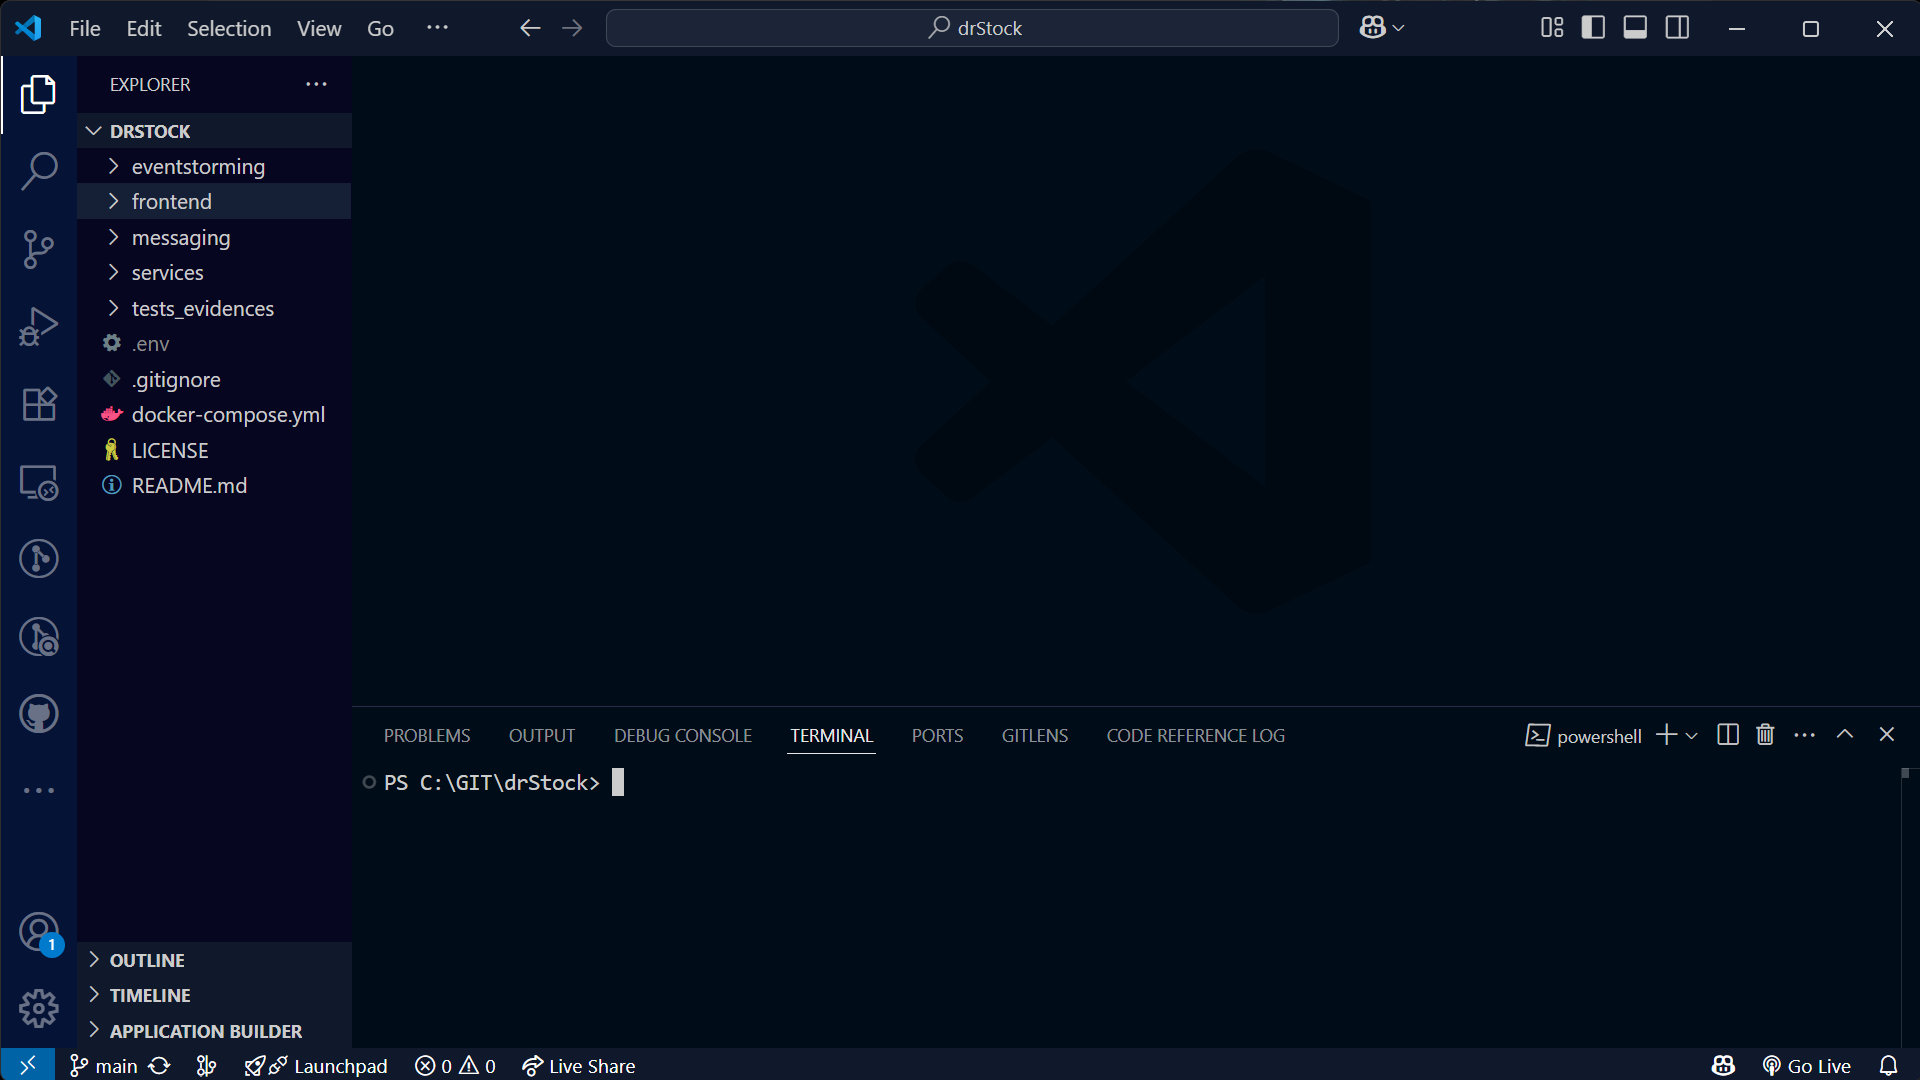 File Edit Selection View Go
drStock
EXPLORER
DRSTOCK
eventstorming
frontend
messaging
services
tests_evidences
.env
.gitignore
docker-compose.yml
LICENSE
README.md
PROBLEMS OUTPUT DEBUG CONSOLE TERMINAL PORTS GITLENS CODE REFERENCE LOG
powershell
PS C:\GIT\drStock>
1
OUTLINE
TIMELINE
APPLICATION BUILDER
main Launchpad 0 0 Live Share Go Live